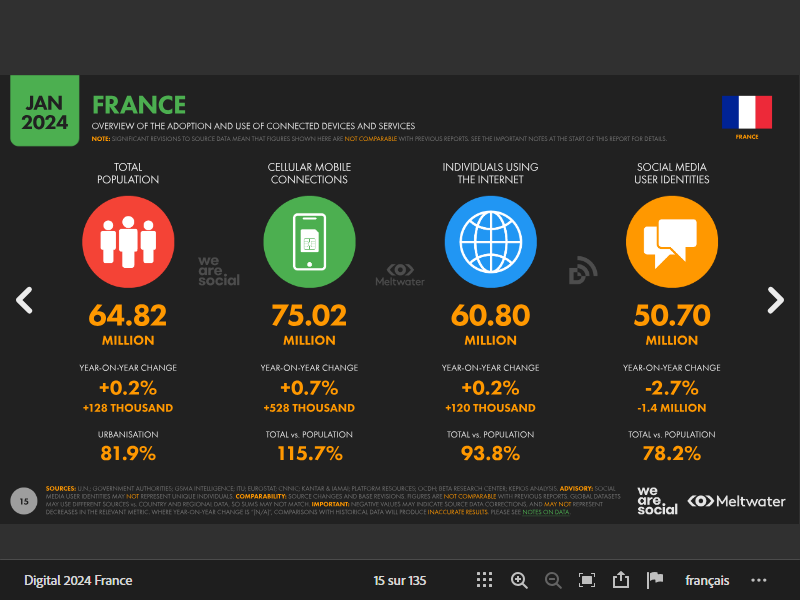 JAN
2024
FRANCE
OVERVIEW OF THE ADOPTION AND USE OF CONNECTED DEVICES AND SERVICES
NOTE: SIGNIFICANT REVISIONS TO SOURCE DATA MEAN THAT FIGURES SHOWN HERE ARE NOT COMPARABLE WITH PREVIOUS REPORTS. SEE THE IMPORTANT NOTES AT THE START OF THIS REPORT FOR DETAILS.
FRANCE
TOTAL
POPULATION
CELLULAR MOBILE
CONNECTIONS
INDIVIDUALS USING
THE INTERNET
SOCIAL MEDIA
USER IDENTITIES
we
are
social
Meltwater
64.82
MILLION
75.02
MILLION
60.80
MILLION
50.70
MILLION
YEAR-ON-YEAR CHANGE
+0.2%
+128 THOUSAND
YEAR-ON-YEAR CHANGE
+0.7%
+528 THOUSAND
YEAR-ON-YEAR CHANGE
+0.2%
+120 THOUSAND
YEAR-ON-YEAR CHANGE
-2.7%
-1.4 MILLION
URBANISATION
81.9%
TOTAL vs. POPULATION
115.7%
TOTAL vs. POPULATION
93.8%
TOTAL vs. POPULATION
78.2%
15
SOURCES: U.N.; GOVERNMENT AUTHORITIES; GSMA INTELLIGENCE; ITU; EUROSTAT; CNNIC; KANTAR & IAMAI; PLATFORM RESOURCES; OCDH; BETA RESEARCH CENTER; KEPIOS ANALYSIS. ADVISORY: SOCIAL
MEDIA USER IDENTITIES MAY NOT REPRESENT UNIQUE INDIVIDUALS. COMPARABILITY: SOURCE CHANGES AND BASE REVISIONS. FIGURES ARE NOT COMPARABLE WITH PREVIOUS REPORTS. GLOBAL DATASETS
MAY USE DIFFERENT SOURCES vs. COUNTRY AND REGIONAL DATA, SO SUMS MAY NOT MATCH. IMPORTANT: NEGATIVE VALUES MAY INDICATE SOURCE DATA CORRECTIONS, AND MAY NOT REPRESENT
DECREASES IN THE RELEVANT METRIC. WHERE YEAR-ON-YEAR CHANGE IS "[N/A]", COMPARISONS WITH HISTORICAL DATA WILL PRODUCE INACCURATE RESULTS. PLEASE SEE NOTES ON DATA.
we
are
social
Meltwater
Digital 2024 France
15 sur 135
français